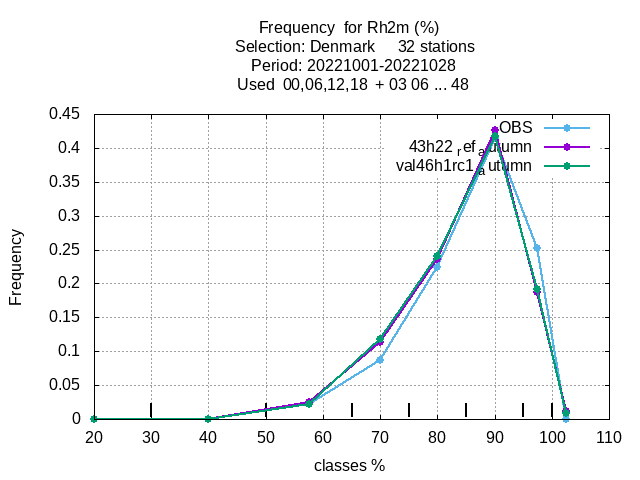 Frequency for Rh2m (%)
Selection: Denmark 32 stations
Period: 20221001-20221028
Used 00,06,12,18 + 03 06 ... 48
0.45
0.4
0.35
0.3
0.25
0.2
0.15
0.1
0.05
0
Frequency
OBS
43h22_ref_autumn
val46h1rc1_autumn
20 30 40 50 60 70 80 90 100 110
classes %